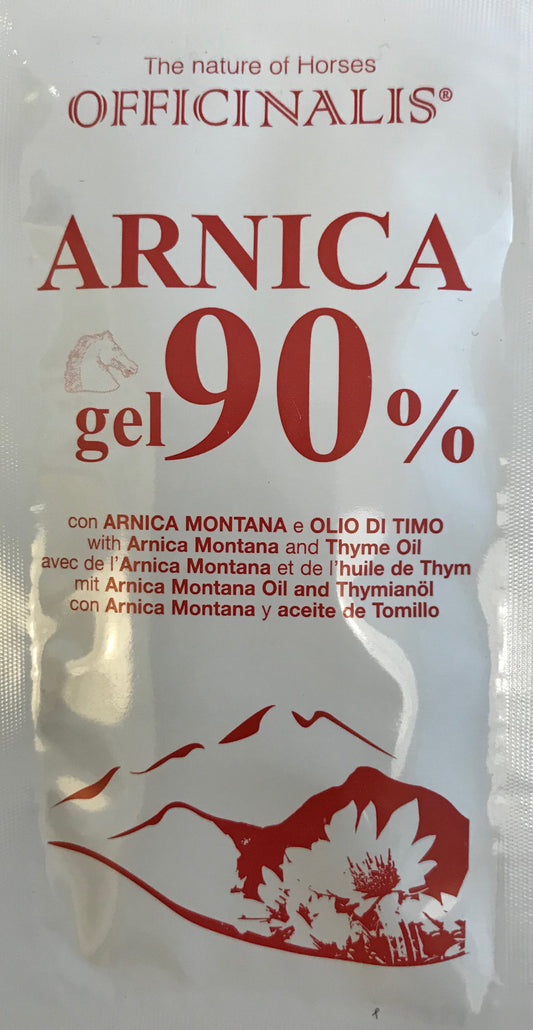 The nature of Horses
OFFICINALIS®
ARNICA
gel 90%
con ARNICA MONTANA e OLIO DI TIMO
with Arnica Montana and Thyme Oil
avec de l'Arnica Montana et de l'huile de Thym
mit Arnica Montana Oil and Thymianöl
con Arnica Montana y aceite de Tomillo